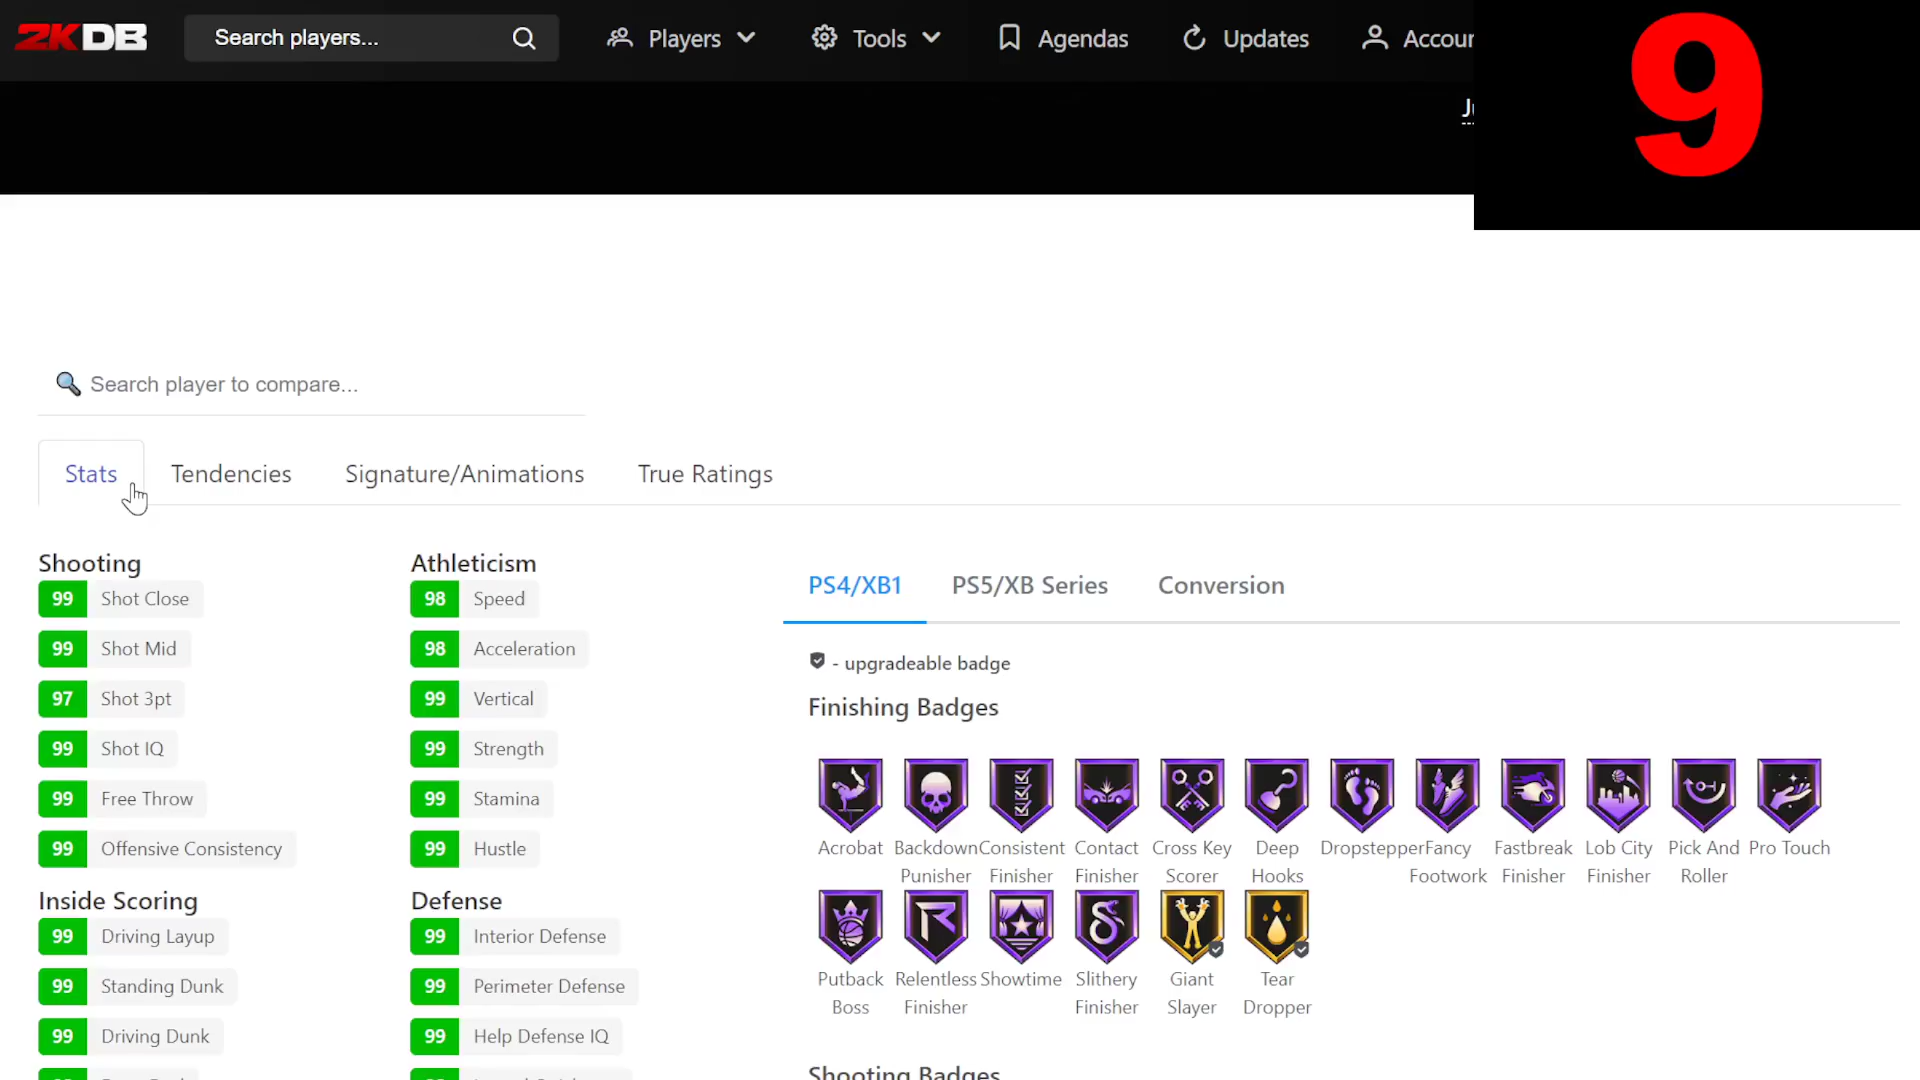 2KDB
Search players...
Players
Tools
Agendas
Updates
Accour
9
Ju
Search player to compare...
Stats
Tendencies
Signature/Animations
True Ratings
Shooting
99 Shot Close
99 Shot Mid
97 Shot 3pt
99 Shot IQ
99 Free Throw
99 Offensive Consistency
Inside Scoring
99 Driving Layup
99 Standing Dunk
99 Driving Dunk
Athleticism
98 Speed
98 Acceleration
99 Vertical
99 Strength
99 Stamina
99 Hustle
Defense
99 Interior Defense
99 Perimeter Defense
99 Help Defense IQ
PS4/XB1
PS5/XB Series
Conversion
- upgradeable badge
Finishing Badges
Acrobat
Backdown
Punisher
Consistent
Finisher
Contact
Finisher
Cross Key
Scorer
Deep
Hooks
Dropstepper
Fancy
Footwork
Fastbreak
Finisher
Lob City
Finisher
Pick And
Roller
Pro Touch
Putback
Boss
Relentless
Finisher
Showtime
Slithery
Finisher
Giant
Slayer
Tear
Dropper
Shooting Badges